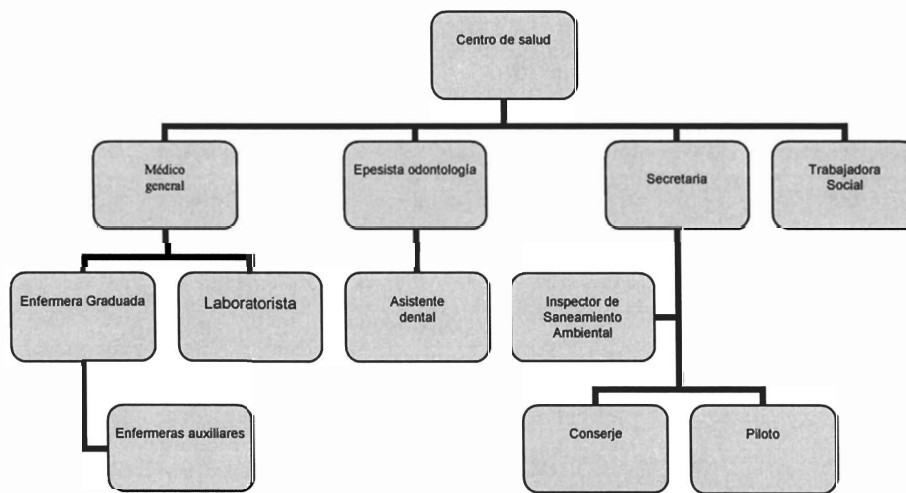 Centro de salud
Médico
general
Epesista odontología
Secretaria
Trabajadora
Social
Enfermera Graduada
Laboratorista
Asistente
dental
Inspector de
Saneamiento
Ambiental
Enfermeras auxiliares
Conserje
Piloto